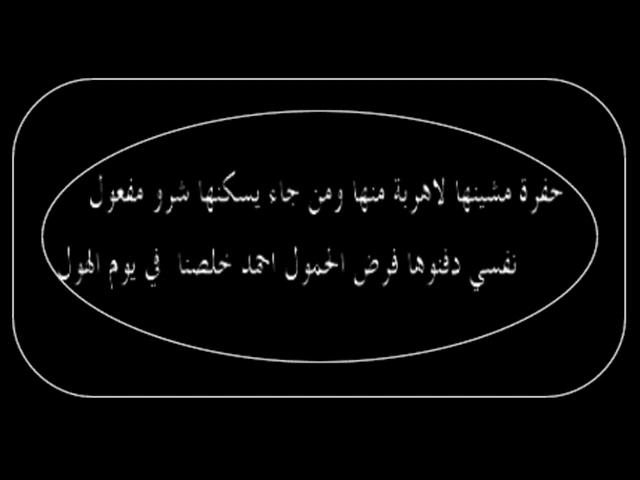 حفرة مشينها لاهربة منها ومن جاء يسكنها شرو مفعول
نفسي دفنوها فرض الحمول احمد خلصنا في يوم الهول